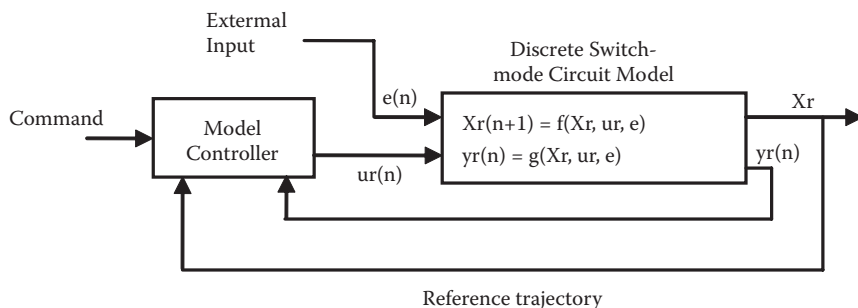 Extermal
Input
Discrete Switch-
mode Circuit Model
e(n)
Xr
Command
Model
Controller
Xr(n+1) = f(Xr, ur, e)
yr(n) = g(Xr, ur, e)
yr(n)
ur(n)
Reference trajectory